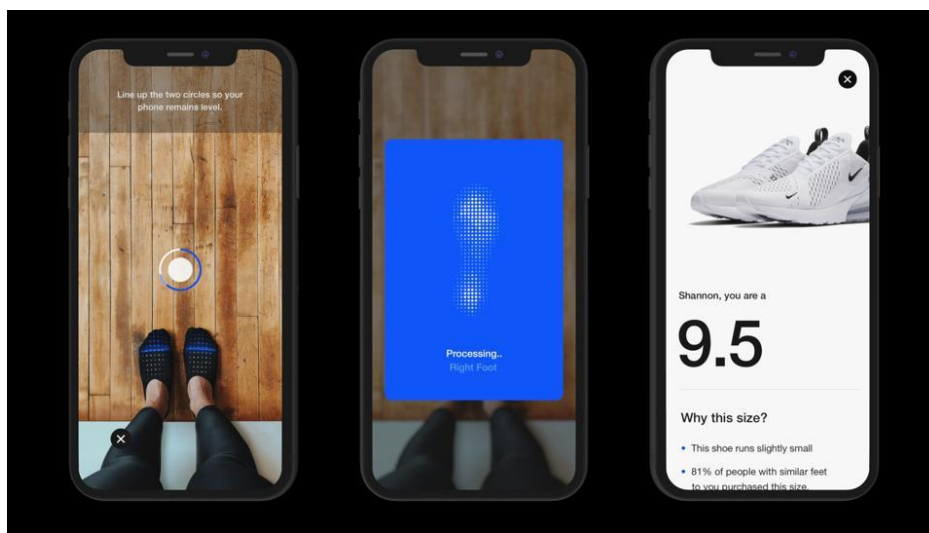 Line up the two circles so your
phone remains level.
Processing..
Right Foot
Shannon, you are a
9.5
Why this size?
• This shoe runs slightly small
• 81% of people with similar feet
to you purchased this size.